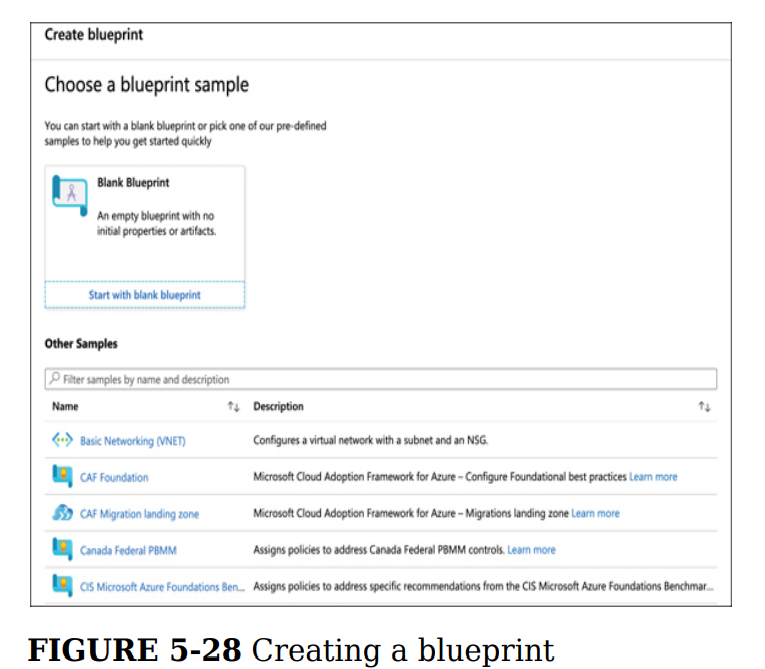 Create blueprint
Choose a blueprint sample
You can start with a blank blueprint or pick one of our pre-defined
samples to help you get started quickly
Blank Blueprint
An empty blueprint with no
initial properties or artifacts.
Start with blank blueprint
Other Samples
Filter samples by name and description
Name ↑↓ Description ↑↓
Basic Networking (VNET) Configures a virtual network with a subnet and an NSG.
CAF Foundation Microsoft Cloud Adoption Framework for Azure – Configure Foundational best practices Learn more
CAF Migration landing zone Microsoft Cloud Adoption Framework for Azure – Migrations landing zone Learn more
Canada Federal PBMM Assigns policies to address Canada Federal PBMM controls. Learn more
CIS Microsoft Azure Foundations Ben... Assigns policies to address specific recommendations from the CIS Microsoft Azure Foundations Benchmar...
FIGURE 5-28 Creating a blueprint